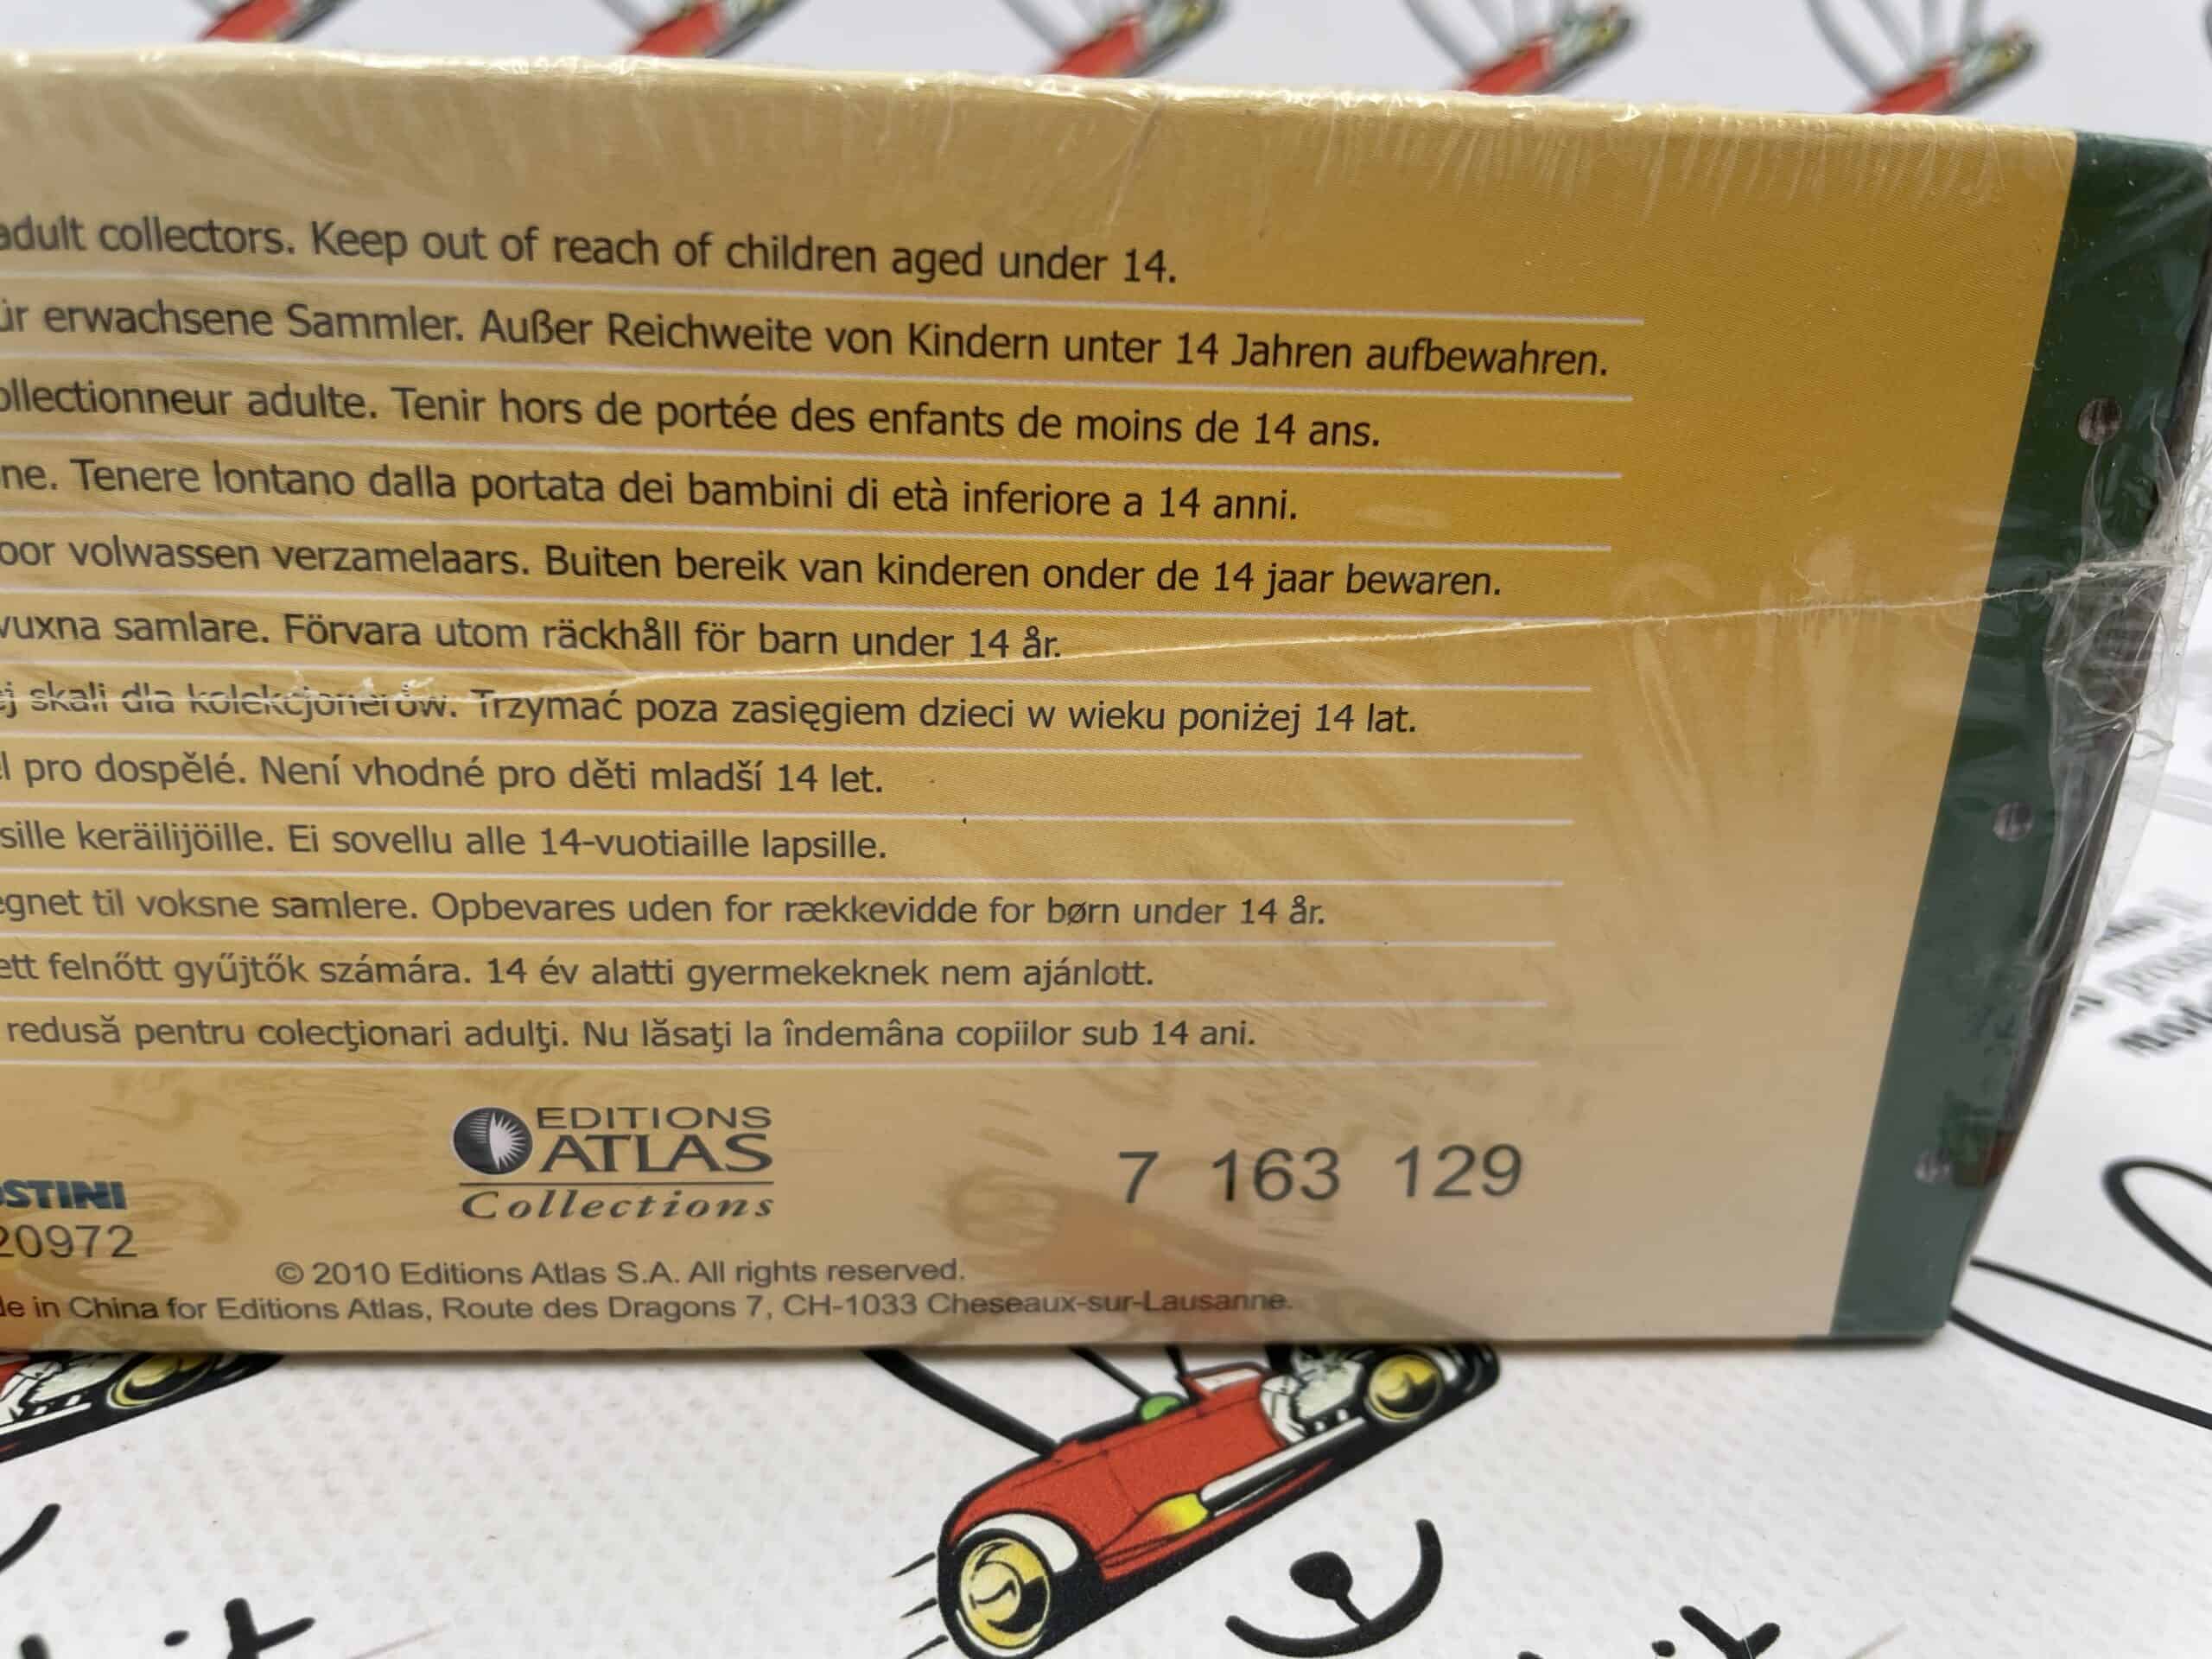 adult collectors. Keep out of reach of children aged under 14.
für erwachsene Sammler. Außer Reichweite von Kindern unter 14 Jahren aufbewahren.
collectionneur adulte. Tenir hors de portée des enfants de moins de 14 ans.
ne. Tenere lontano dalla portata dei bambini di età inferiore a 14 anni.
oor volwassen verzamelaars. Buiten bereik van kinderen onder de 14 jaar bewaren.
vuxna samlare. Förvara utom räckhåll för barn under 14 år.
ej skali dla kolekcjonerów. Trzymać poza zasięgiem dzieci w wieku poniżej 14 lat.
l pro dospělé. Není vhodné pro děti mladší 14 let.
sille keräilijöille. Ei sovellu alle 14-vuotiaille lapsille.
egnet til voksne samlere. Opbevares uden for rækkevidde for børn under 14 år.
ett felnőtt gyűjtők számára. 14 év alatti gyermekeknek nem ajánlott.
redusă pentru colecţionari adulţi. Nu lăsaţi la îndemâna copiilor sub 14 ani.
EDITIONS
ATLAS
Collections
7 163 129
OSTINI
20972
© 2010 Editions Atlas S.A. All rights reserved.
de in China for Editions Atlas, Route des Dragons 7, CH-1033 Cheseaux-sur-Lausanne.